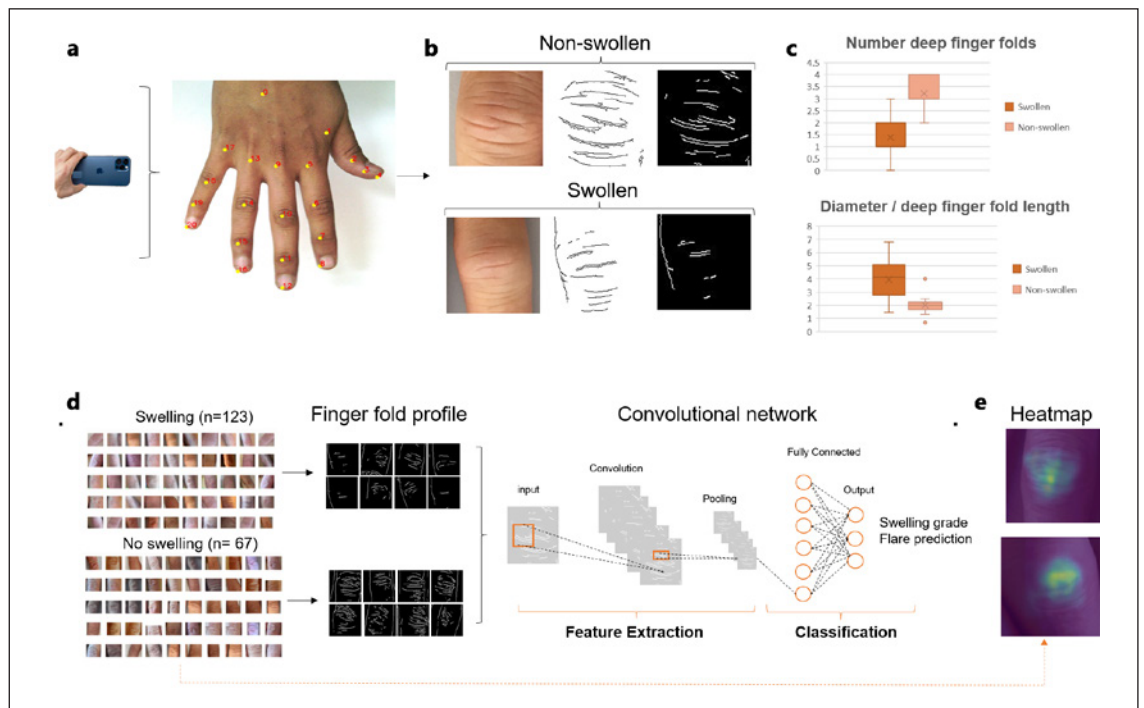 a
b
Non-swollen
Swollen
c
Number deep finger folds
4.5
4
3.5
3
2.5
2
1.5
1
0.5
0
Swollen
Non-swollen
Diameter / deep finger fold length
8
7
6
5
4
3
2
1
0
Swollen
Non-swollen
d
Swelling (n=123)
No swelling (n= 67)
Finger fold profile
Convolutional network
input
Convolution
Pooling
Fully Connected
Output
Swelling grade
Flare prediction
Feature Extraction
Classification
e
Heatmap